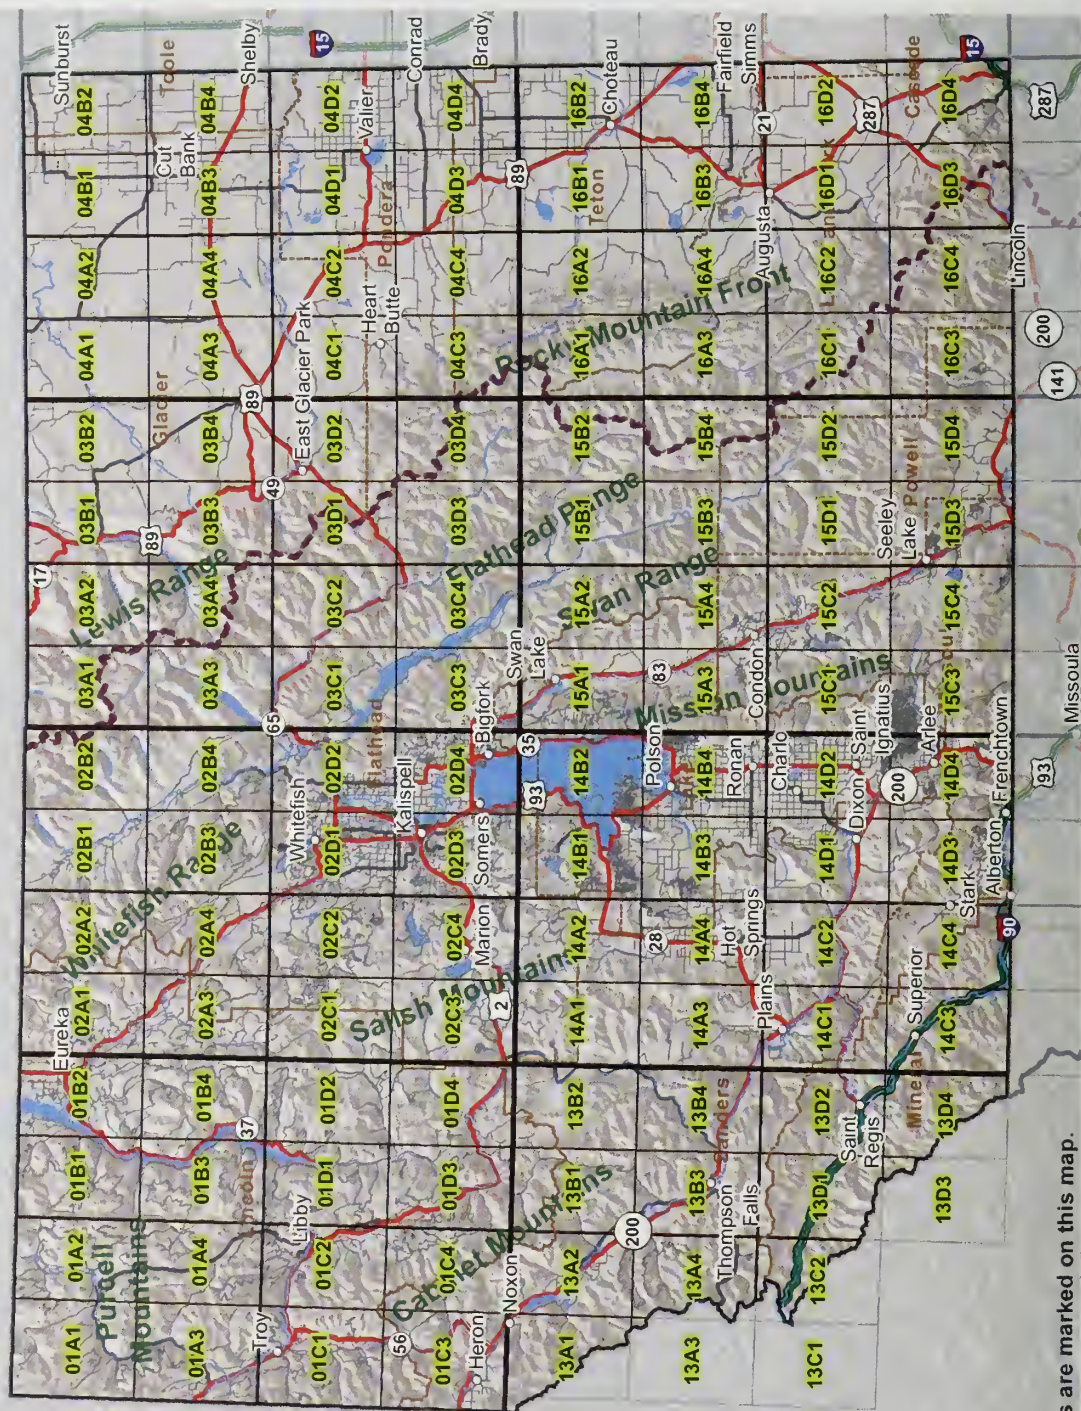 01A1
01A2
01B1
01B2
02A1
02A2
02B1
02B2
03A1
03A2
03B1
03B2
04A1
04A2
04B1
04B2
01A3
01A4
01B3
01B4
02A3
02A4
02B3
02B4
03A3
03A4
03B3
03B4
04A3
04A4
04B3
04B4
01C1
01C2
01D1
01D2
02C1
02C2
02D1
02D2
03C1
03C2
03D1
03D2
04C1
04C2
04D1
04D2
01C3
01C4
01D3
01D4
02C3
02C4
02D3
02D4
03C3
03C4
03D3
03D4
04C3
04C4
04D3
04D4
13A1
13A2
13B1
13B2
14A1
14A2
14B1
14B2
15A1
15A2
15B1
15B2
16A1
16A2
16B1
16B2
13A3
13A4
13B3
13B4
14A3
14A4
14B3
14B4
15A3
15A4
15B3
15B4
16A3
16A4
16B3
16B4
13C1
13C2
13D1
13D2
14C1
14C2
14D1
14D2
15C1
15C2
15D1
15D2
16C1
16C2
16D1
16D2
13D3
13D4
14C3
14C4
14D3
14D4
15C3
15C4
15D3
15D4
16C3
16C4
16D3
16D4
Purcell
Mountains
Whitefish Range
Lewis Range
Salish Mountains
Cabinet Mountains
Flathead Range
Swan Range
Mission Mountains
Rocky Mountain Front
Lincoln
Flathead
Glacier
Toole
Pondera
Teton
Sanders
Mineral
Powell
Cascade
Eureka
Troy
Libby
Heron
Noxon
Whitefish
Kalispell
Somers
Marion
Bigfork
Swan
Lake
East Glacier Park
Heart
Butte
Cut
Bank
Sunburst
Shelby
Valier
Conrad
Brady
Choteau
Fairfield
Simms
Augusta
Lincoln
Polson
Ronan
Charlo
Saint
Ignatius
Dixon
Arlee
Frenchtown
Alberton
Stark
Superior
Plains
Hot
Springs
Thompson
Falls
Saint
Regis
Condon
Seeley
Lake
Missoula
37
56
2
93
35
65
17
89
49
89
15
89
200
28
83
200
90
93
21
287
15
287
200
141
s are marked on this map.